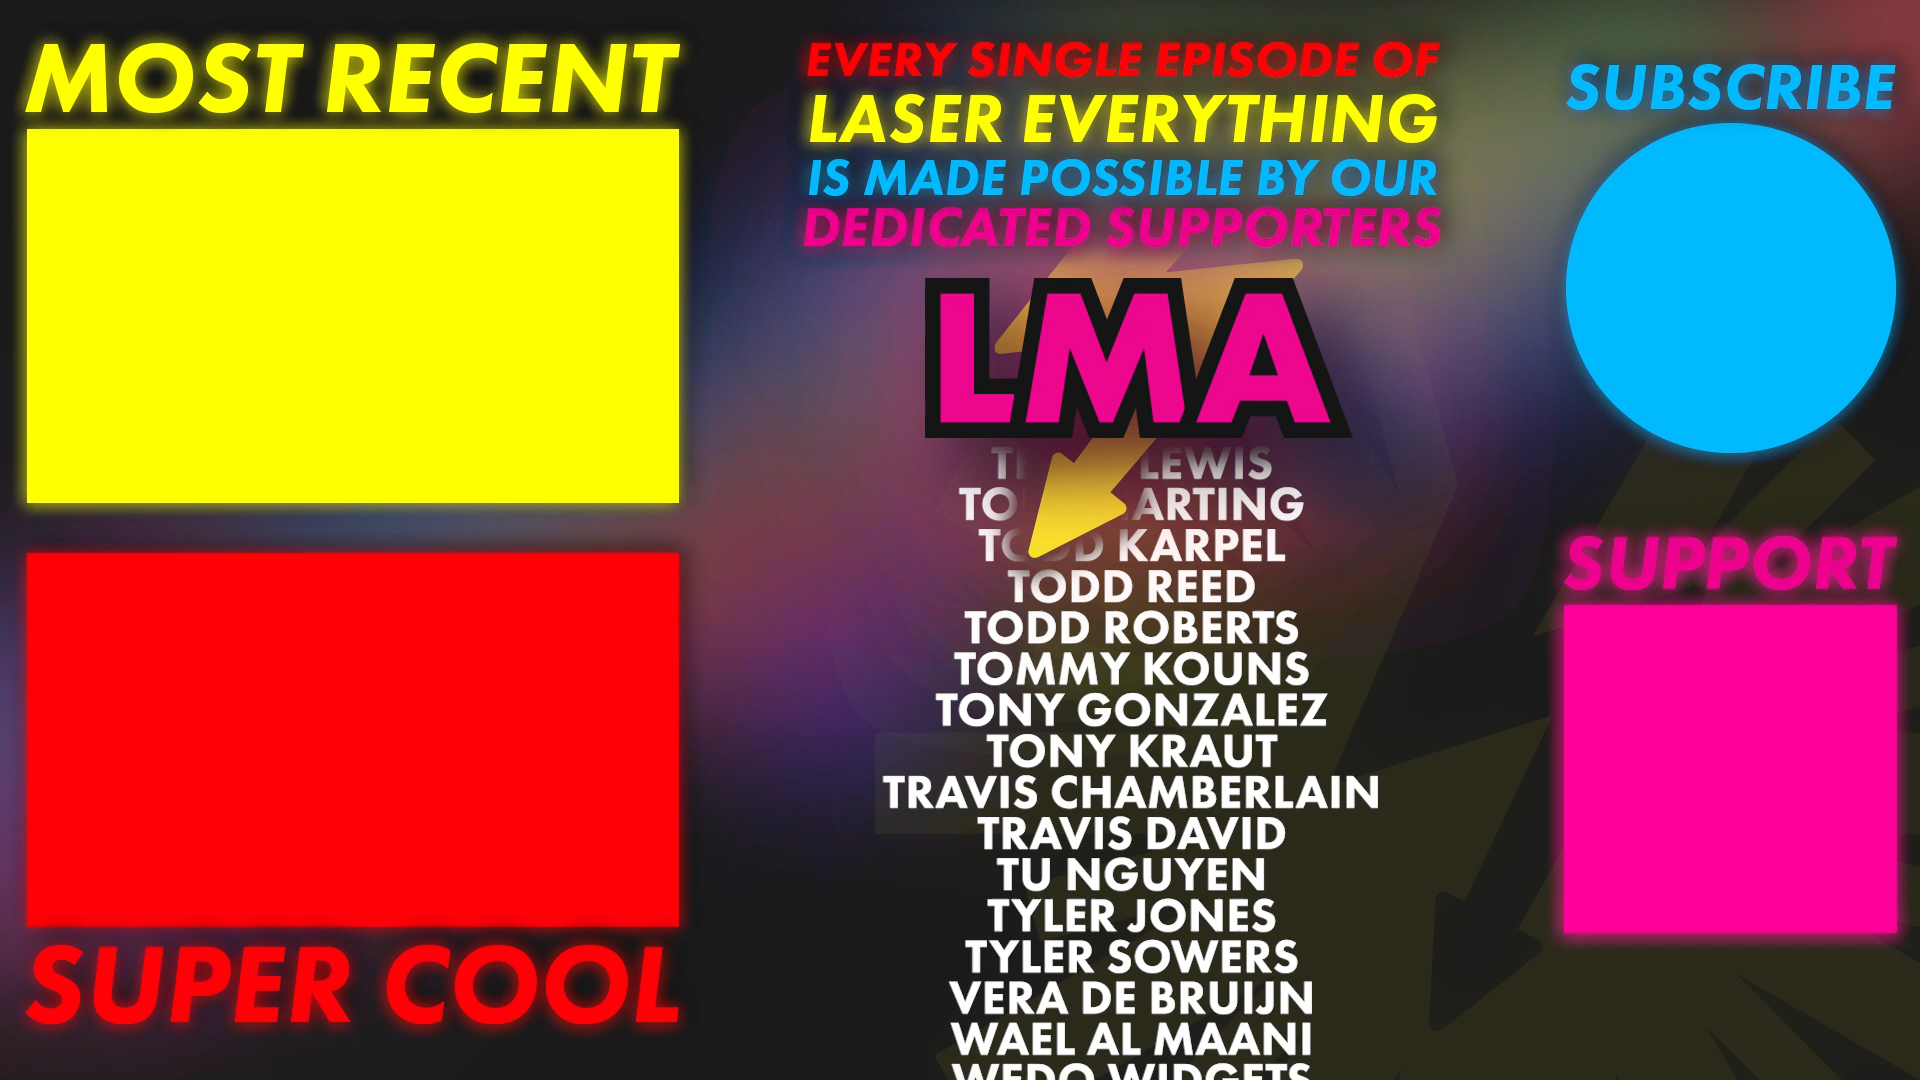 MOST RECENT
SUPER COOL
EVERY SINGLE EPISODE OF
LASER EVERYTHING
IS MADE POSSIBLE BY OUR
DEDICATED SUPPORTERS
LMA
LEWIS
KARPEL
TODD REED
TODD ROBERTS
TOMMY KOUNS
TONY GONZALEZ
TONY KRAUT
TRAVIS CHAMBERLAIN
TRAVIS DAVID
TU NGUYEN
TYLER JONES
TYLER SOWERS
VERA DE BRUIJN
WAEL AL MAANI
WEDO WIDGETS
SUBSCRIBE
SUPPORT